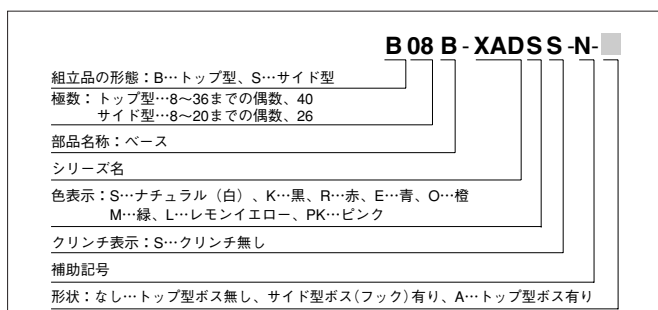 B 08 B - XAD S S -N-
組立品の形態：B…トップ型、S…サイド型
極数： トップ型…8〜36までの偶数、40
サイド型…8〜20までの偶数、26
部品名称：ベース
シリーズ名
色表示：S…ナチュラル（白）、K…黒、R…赤、E…青、O…橙
M…緑、L…レモンイエロー、PK…ピンク
クリンチ表示：S…クリンチ無し
補助記号
形状：なし…トップ型ボス無し、サイド型ボス(フック)有り、A…トップ型ボス有り